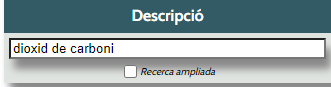 Descripció
dioxid de carboni
Recerca ampliada